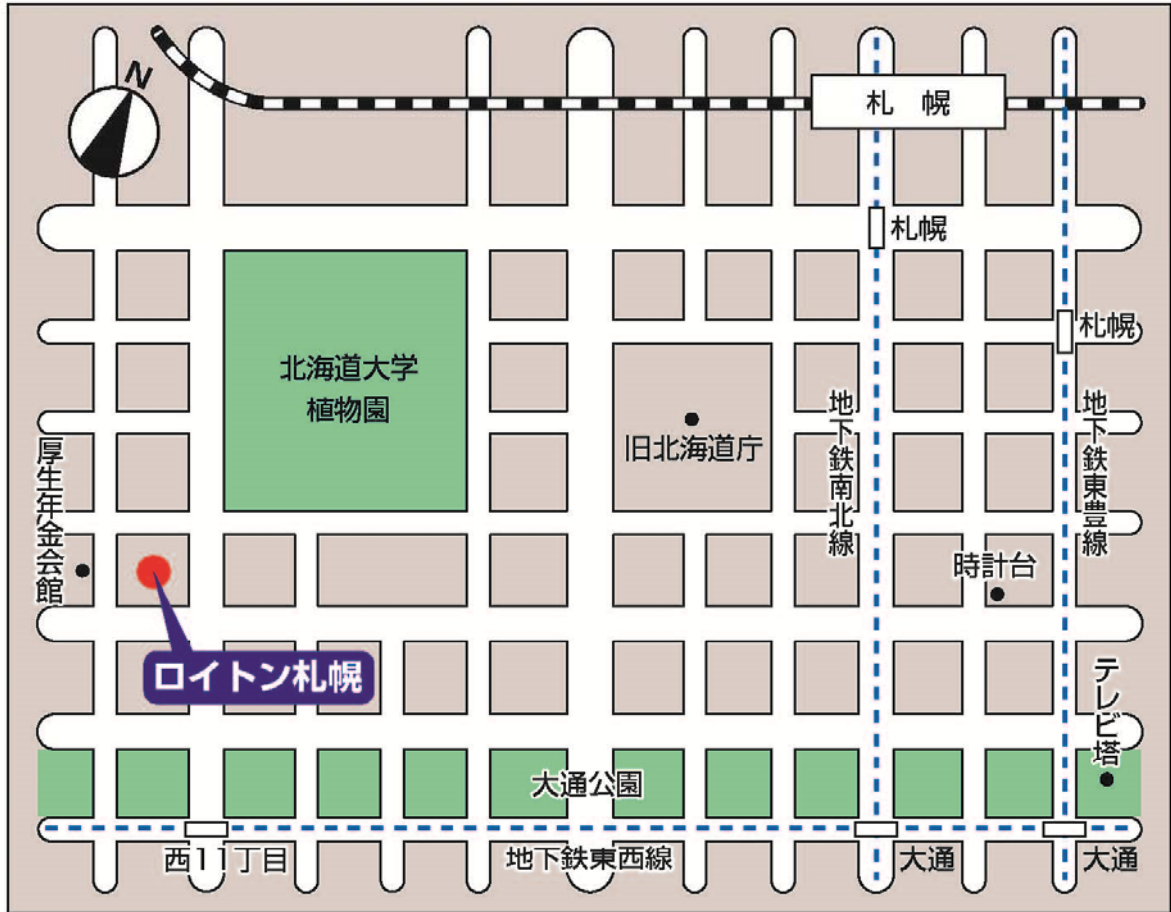 N
札幌
札幌
札幌
北海道大学
植物園
旧北海道庁
地下鉄南北線
地下鉄東豊線
厚生年金会館
時計台
ロイトン札幌
テレビ塔
大通公園
西11丁目
地下鉄東西線
大通
大通